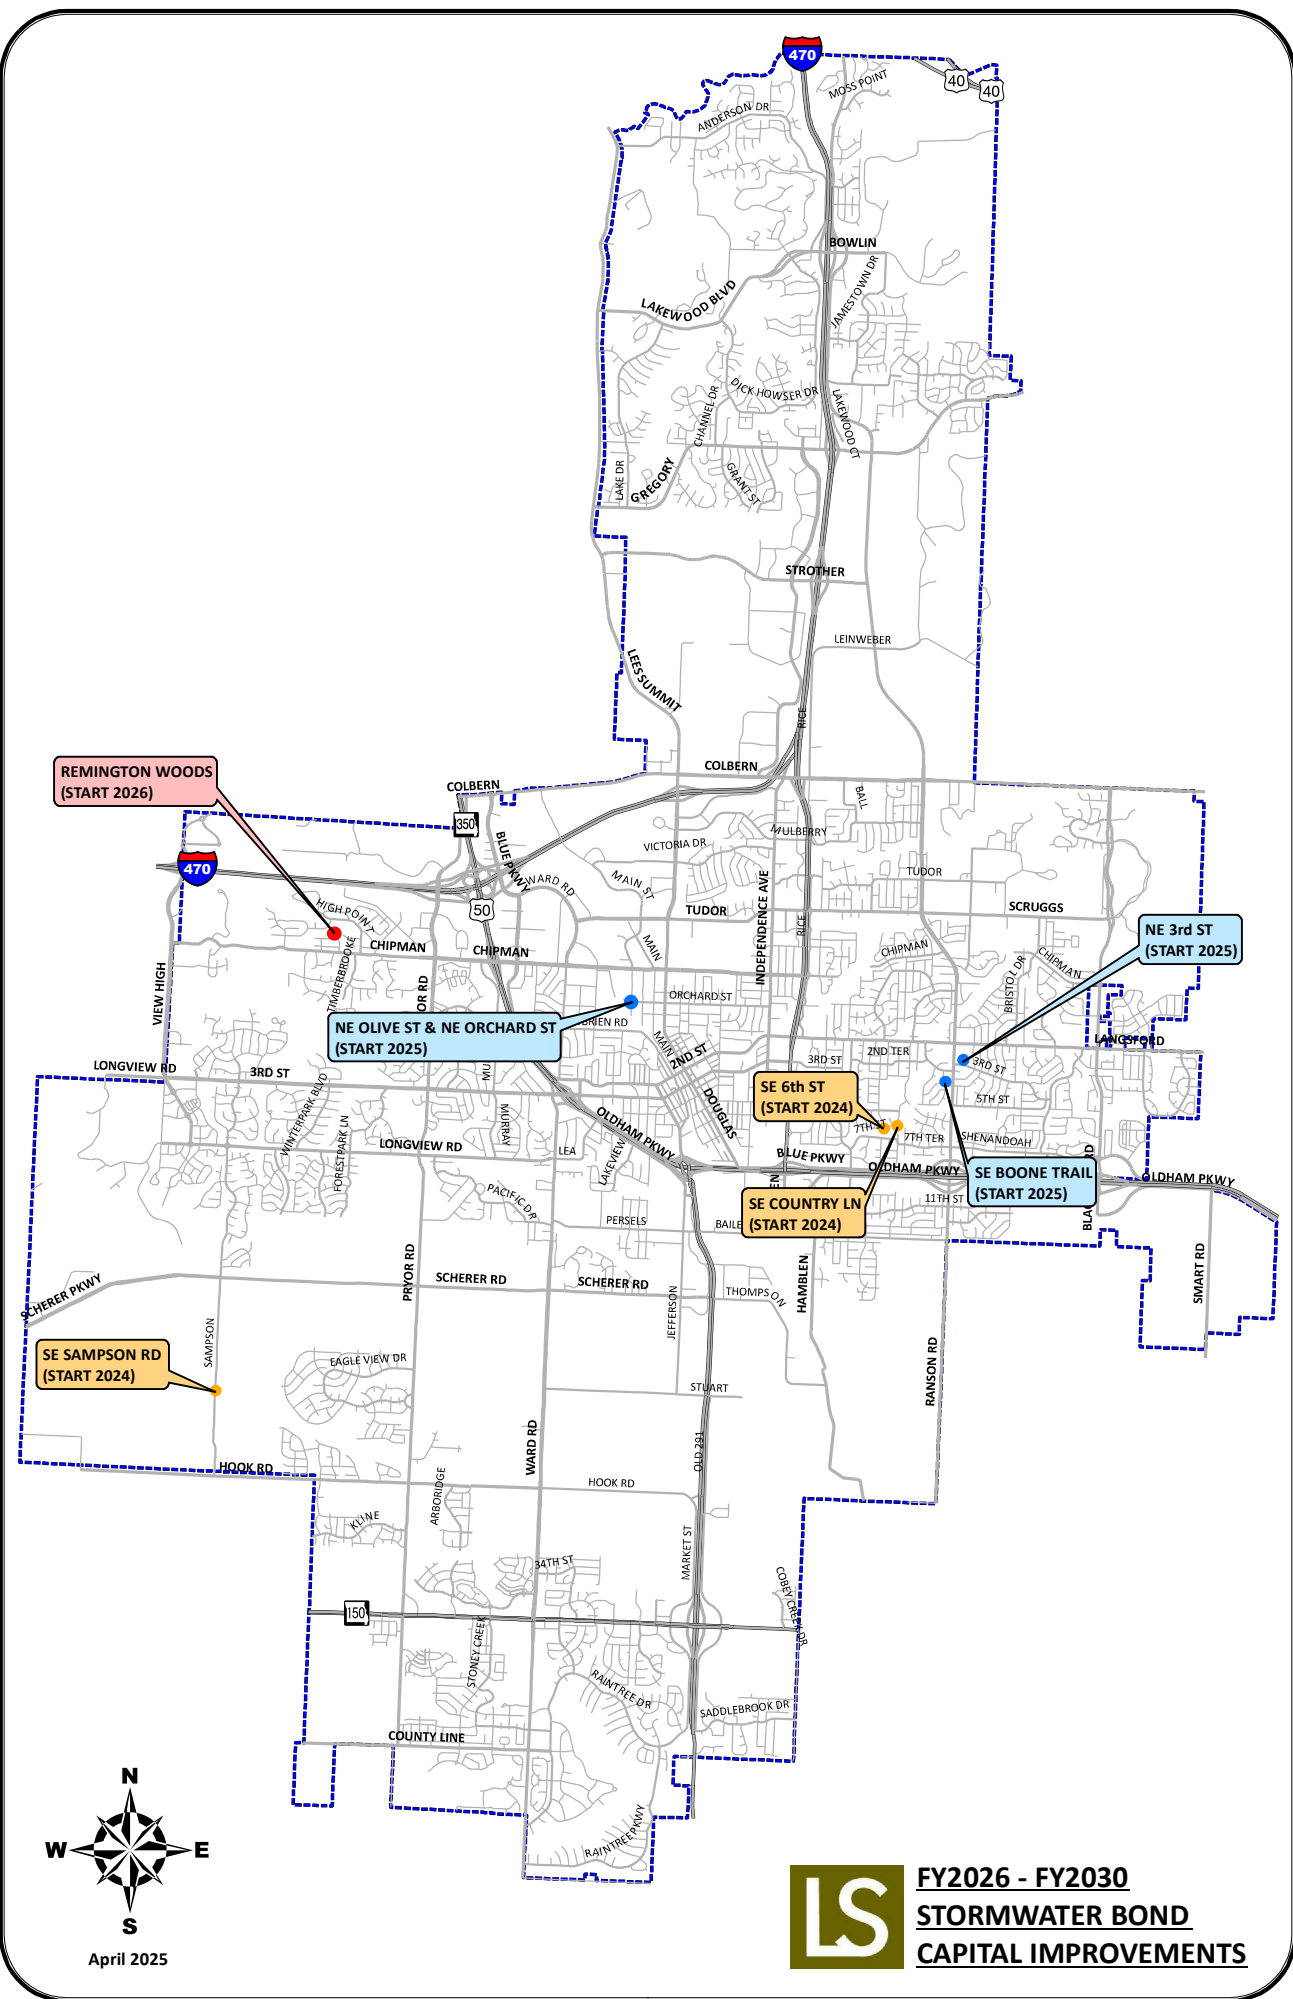 470
40
40
MOSS POINT
ANDERSON DR
BOWLIN
JAMESTOWN DR
LAKEWOOD BLVD
DICK HOWSER DR
CHANNEL DR
LAKEWOOD CT
LAKE DR
GREGORY
GRANT ST
STROTHER
LEINWEBER
LEES SUMMIT
RICE
COLBERN
COLBERN
REMINGTON WOODS
(START 2026)
350
BALL
MULBERRY
VICTORIA DR
BLUE PKWY
470
WARD RD
MAIN ST
TUDOR
50
TUDOR
SCRUGGS
HIGH POINT
INDEPENDENCE AVE
RICE
NE 3rd ST
(START 2025)
CHIPMAN
CHIPMAN
MAIN
CHIPMAN
CHIPMAN
TIMBERBROOKE
BRISTOL DR
VIEW HIGH
OR RD
ORCHARD ST
NE OLIVE ST & NE ORCHARD ST
(START 2025)
BRIEN RD
MAIN
2ND ST
LANGSFORD
3RD ST
2ND TER
3RD ST
LONGVIEW RD
3RD ST
MU
SE 6th ST
(START 2024)
5TH ST
WINTERPARK BLVD
FORESTPARK LN
MURRAY
OLDHAM PKWY
DOUGLAS
7TH
7TH TER
SHENANDOAH
LONGVIEW RD
LEA
LAKEVIEW
BLUE PKWY
OLDHAM PKWY
SE BOONE TRAIL
(START 2025)
RD
OLDHAM PKWY
PACIFIC DR
EN
SE COUNTRY LN
(START 2024)
11TH ST
BLA
PERSELS
BAILE
SCHERER PKWY
PRYOR RD
SCHERER RD
SCHERER RD
JEFFERSON
THOMPSON
HAMBLEN
SMART RD
SE SAMPSON RD
(START 2024)
SAMPSON
EAGLE VIEW DR
STUART
RANSON RD
WARD RD
OLD 291
HOOK RD
HOOK RD
ARBORIDGE
KLINE
34TH ST
MARKET ST
COBEY CREEK DR
150
STONEY CREEK
RAINTREE DR
SADDLEBROOK DR
COUNTY LINE
RAINTREE PKWY
N
W
E
S
April 2025
LS
FY2026 - FY2030
STORMWATER BOND
CAPITAL IMPROVEMENTS